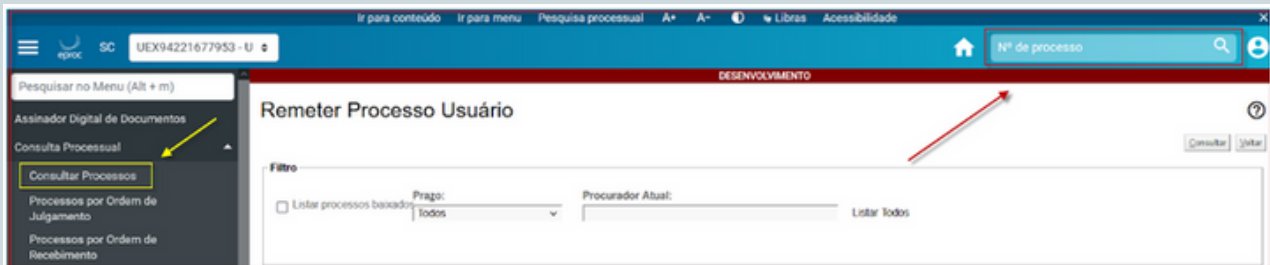 Ir para conteúdo Ir para menu Pesquisa processual A+ A- Libras Acessibilidade X
eproc SC UEX94221677953 - U Nº de processo
DESENVOLVIMENTO
Pesquisar no Menu (Alt + m)
Remeter Processo Usuário
Assinador Digital de Documentos
Consultar Voltar
Consulta Processual
Consultar Processos
Filtro
Listar processos baixados Prazo: Todos Procurador Atual: Listar Todos
Processos por Ordem de
Julgamento
Processos por Ordem de
Recebimento